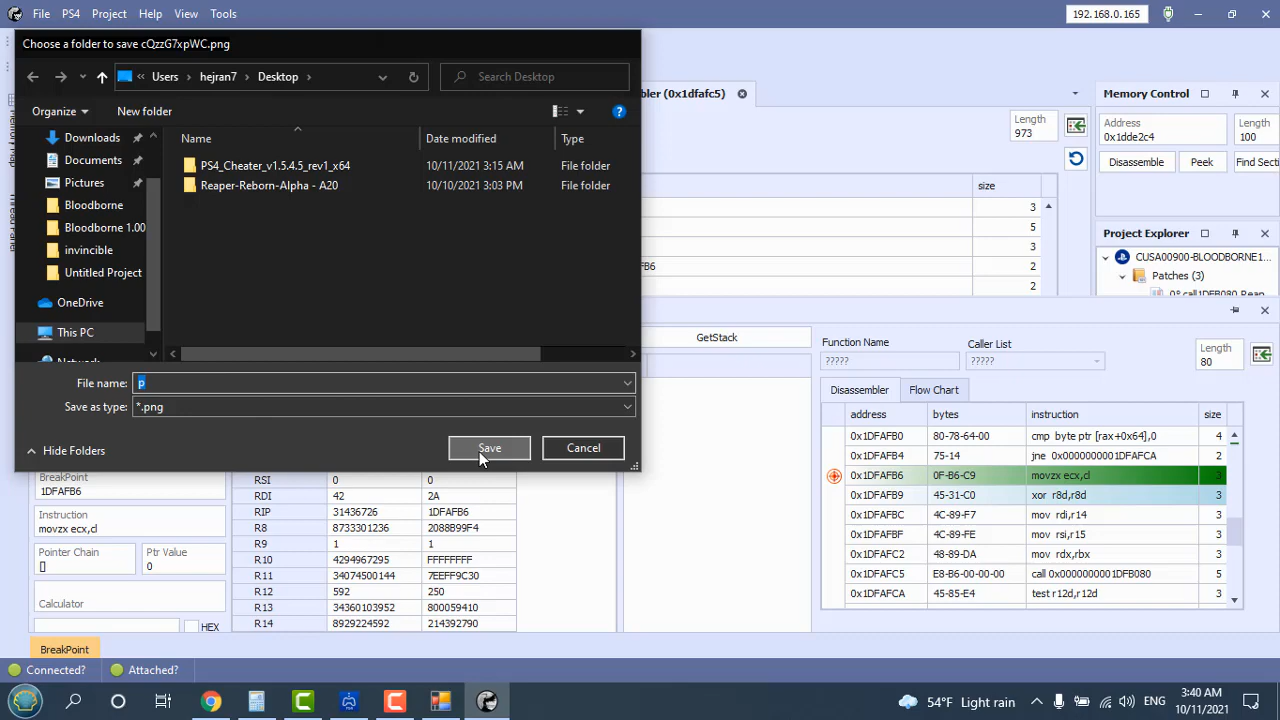 File PS4 Project Help View Tools 192.168.0.165
Choose a folder to save cQzzG7xpWC.png
« Users > hejran7 > Desktop > Search Desktop
Organize New folder
Downloads
Documents
Pictures
Bloodborne
Bloodborne 1.00
invincible
Untitled Project
OneDrive
This PC
Network
Name Date modified Type
PS4_Cheater_v1.5.4.5_rev1_x64 10/11/2021 3:15 AM File folder
Reaper-Reborn-Alpha - A20 10/10/2021 3:03 PM File folder
File name: p
Save as type: *.png
Hide Folders Save Cancel
bler (0x1dfafc5)
Length
973
size
3
5
3
AFB6 2
2
Memory Control
Address
0x1dde2c4
Length
100
Disassemble Peek Find Sect
Project Explorer
CUSA00900-BLOODBORNE1...
Patches (3)
GetStack
Function Name
?????
Caller List
?????
Length
80
Disassembler Flow Chart
address bytes instruction size
0x1DFAFB0 80-78-64-00 cmp byte ptr [rax+0x64],0 4
0x1DFAFB4 75-14 jne 0x000000001DFAFCA 2
0x1DFAFB6 0F-B6-C9 movzx ecx,cl 3
0x1DFAFB9 45-31-C0 xor r8d,r8d 3
0x1DFAFBC 4C-89-F7 mov rdi,r14 3
0x1DFAFBF 4C-89-FE mov rsi,r15 3
0x1DFAFC2 48-89-DA mov rdx,rbx 3
0x1DFAFC5 E8-B6-00-00-00 call 0x000000001DFB080 5
0x1DFAFCA 45-85-E4 test r12d,r12d 3
BreakPoint
1DFAFB6
Instruction
movzx ecx,cl
Pointer Chain
[]
Ptr Value
0
Calculator
HEX
RSI 0 0
RDI 42 2A
RIP 31436726 1DFAFB6
R8 8733301236 2088B99F4
R9 1 1
R10 4294967295 FFFFFFFF
R11 34074500144 7EEFF9C30
R12 592 250
R13 34360103952 800059410
R14 8929224592 214392790
BreakPoint
Connected? Attached?
54°F Light rain ENG 3:40 AM
10/11/2021